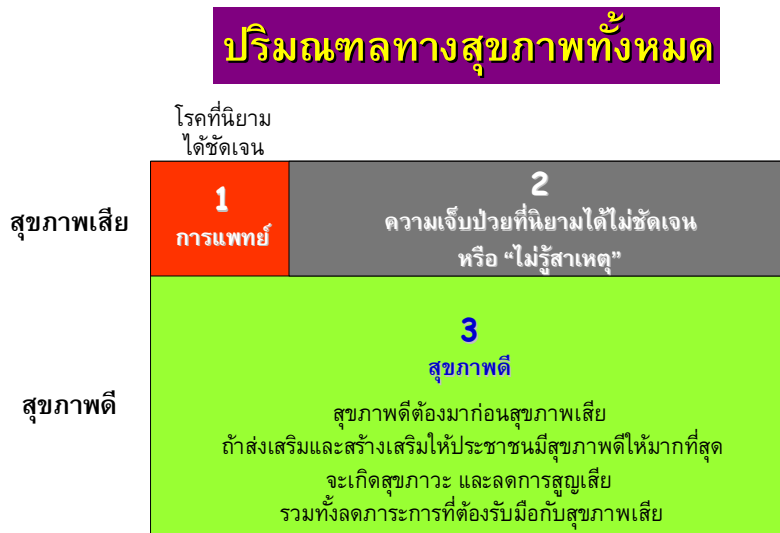 ปริมณฑลทางสุขภาพทั้งหมด
โรคที่นิยาม
ได้ชัดเจน
สุขภาพเสีย
1
การแพทย์
2
ความเจ็บป่วยที่นิยามได้ไม่ชัดเจน
หรือ “ไม่รู้สาเหตุ”
สุขภาพดี
3
สุขภาพดี
สุขภาพดีต้องมาก่อนสุขภาพเสีย
ถ้าส่งเสริมและสร้างเสริมให้ประชาชนมีสุขภาพดีให้มากที่สุด
จะเกิดสุขภาวะ และลดการสูญเสีย
รวมทั้งลดภาระการที่ต้องรับมือกับสุขภาพเสีย